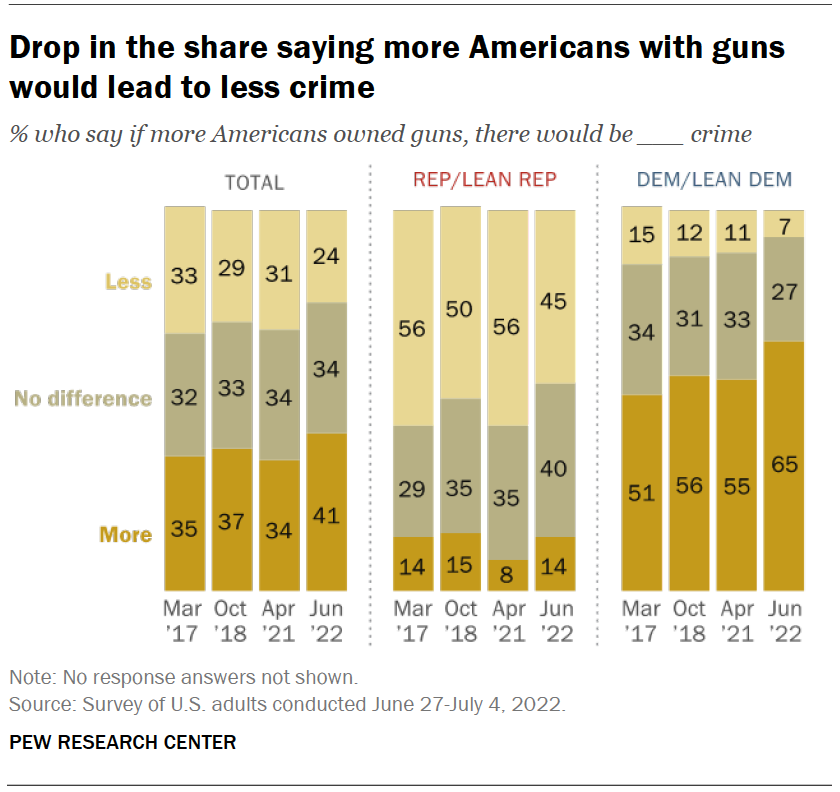 Drop in the share saying more Americans with guns
would lead to less crime
% who say if more Americans owned guns, there would be ___ crime
TOTAL
REP/LEAN REP
DEM/LEAN DEM
Less
33 29 31 24
56 50 56 45
15 12 11 7
No difference
32 33 34 34
29 35 35 40
34 31 33 27
More
35 37 34 41
14 15 8 14
51 56 55 65
Mar Oct Apr Jun
'17 '18 '21 '22
Mar Oct Apr Jun
'17 '18 '21 '22
Mar Oct Apr Jun
'17 '18 '21 '22
Note: No response answers not shown.
Source: Survey of U.S. adults conducted June 27-July 4, 2022.
PEW RESEARCH CENTER